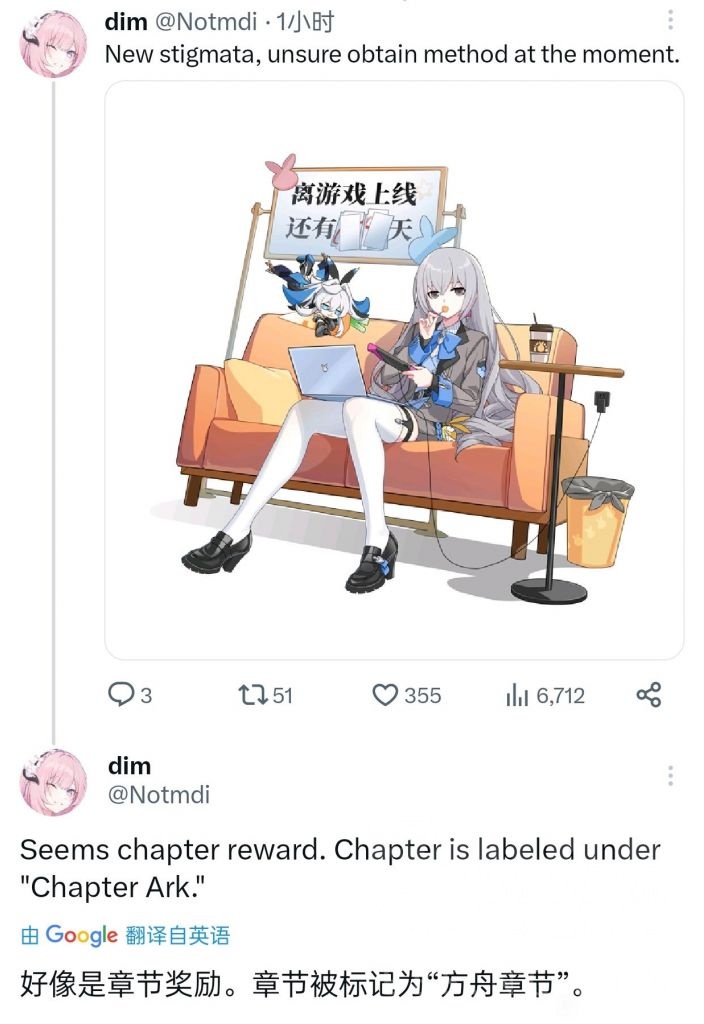 dim @Notmdi · 1小时
New stigmata, unsure obtain method at the moment.
离游戏上线
还有 天
3 51 355 6,712
dim
@Notmdi
Seems chapter reward. Chapter is labeled under
"Chapter Ark."
由 Google 翻译自英语
好像是章节奖励。章节被标记为“方舟章节”。